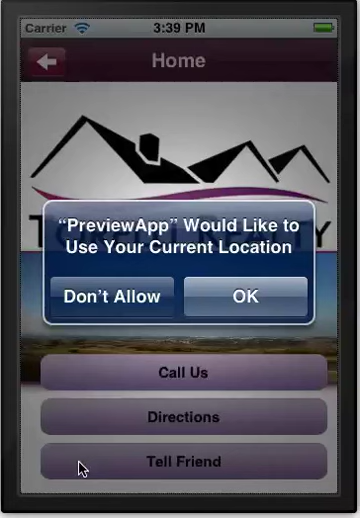 Carrier 3:39 PM
Home
“PreviewApp” Would Like to
Use Your Current Location
Don't Allow OK
Call Us
Directions
Tell Friend